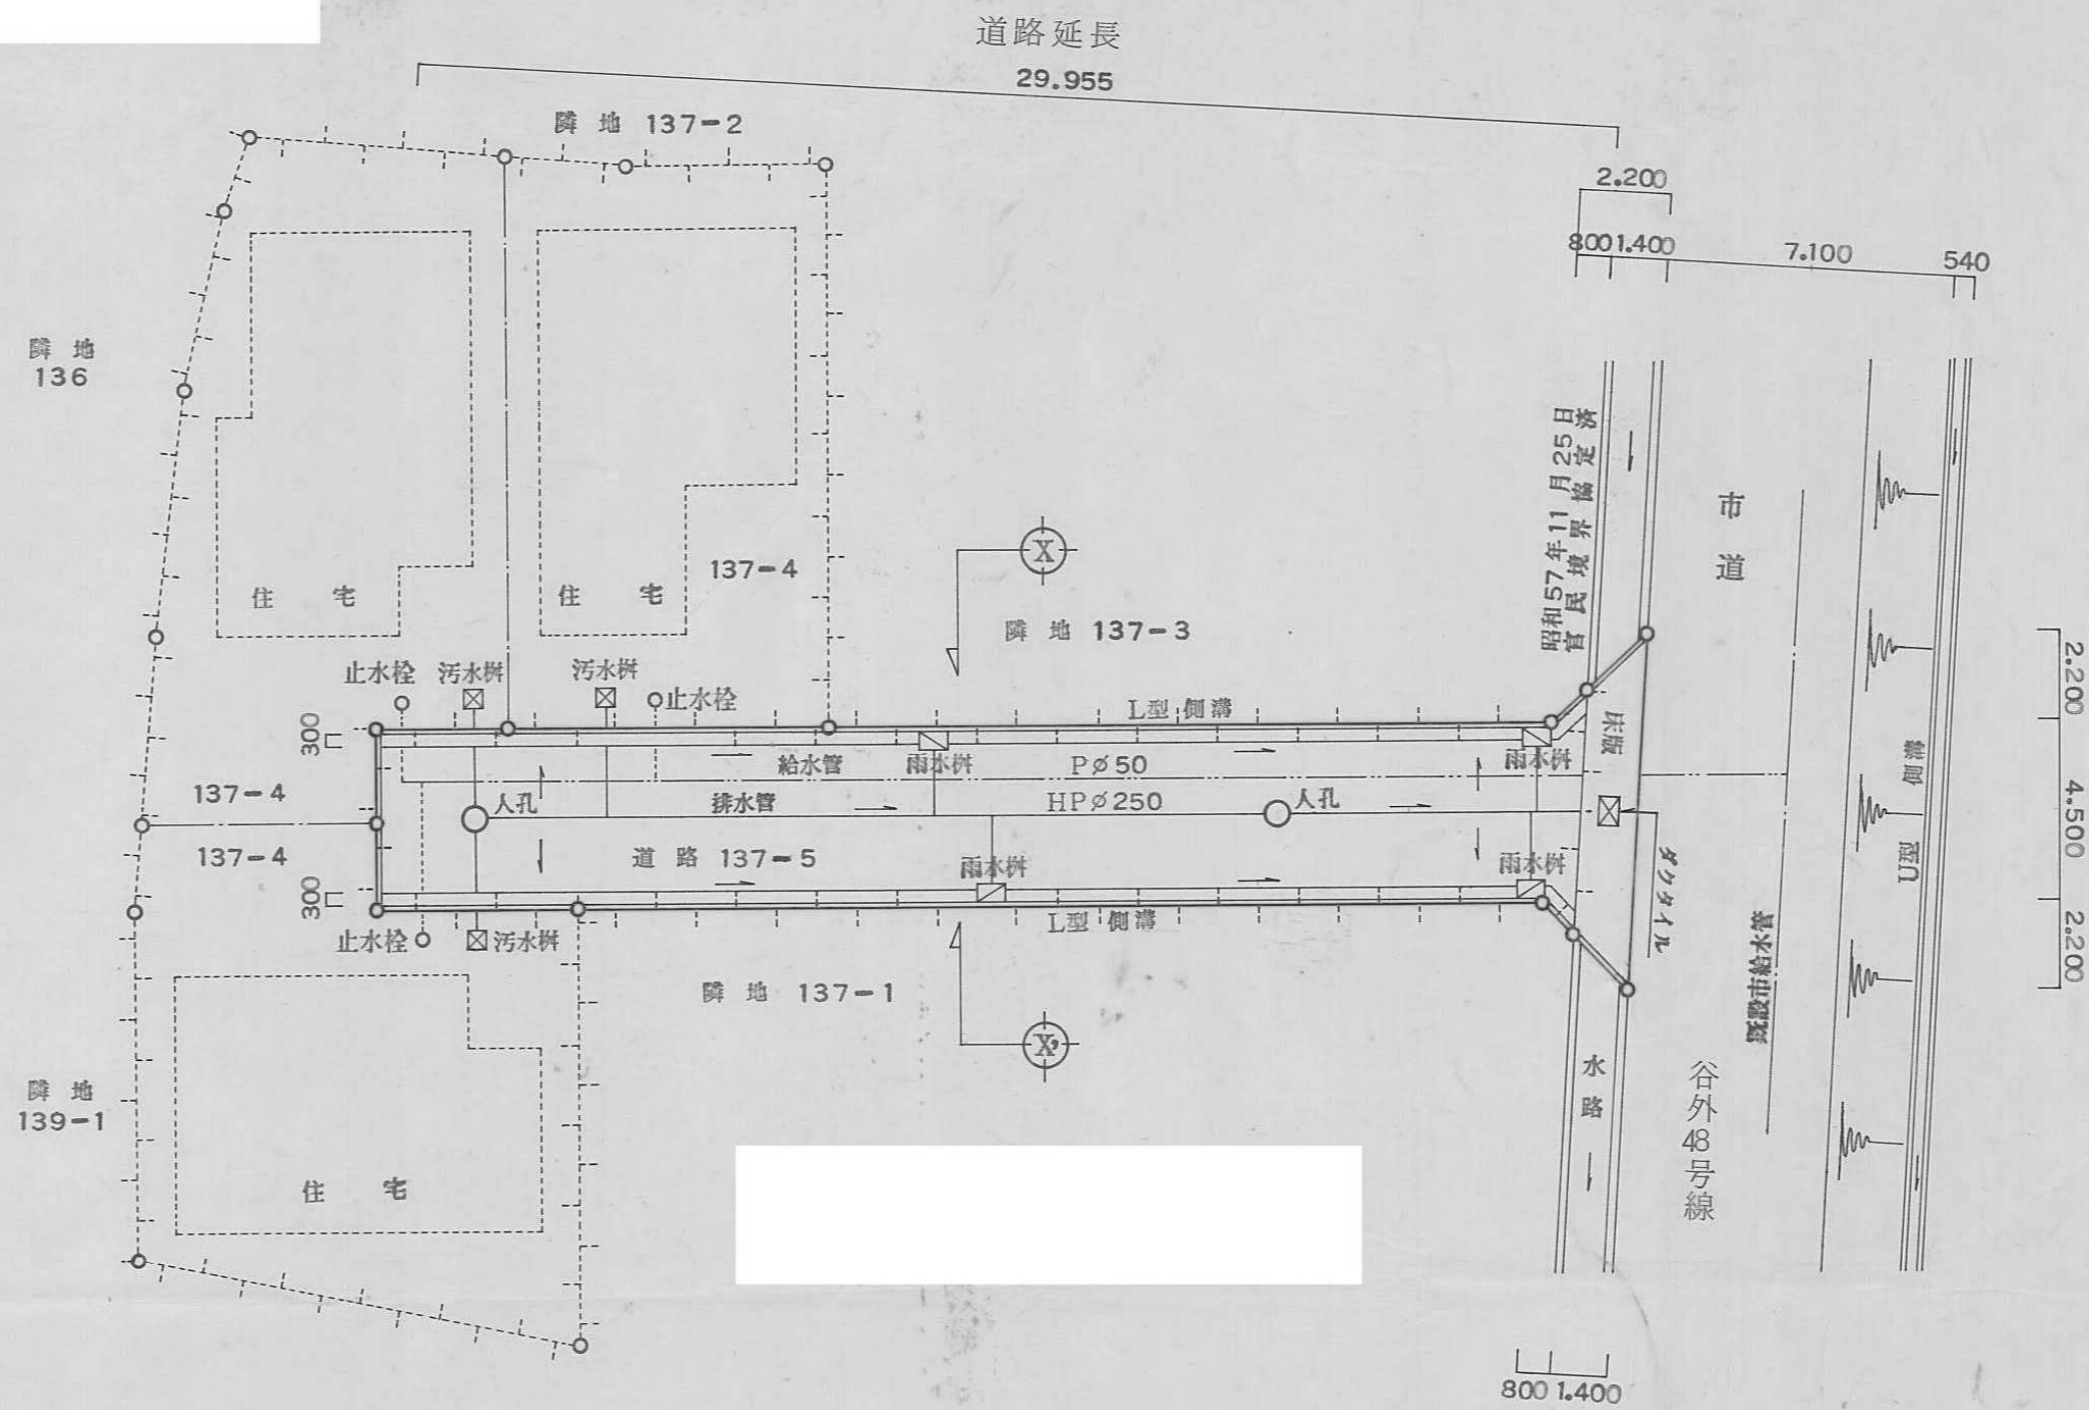 道路延長
29.955
隣地 137-2
2.200
800 1.400
7.100
540
隣地
136
昭和57年11月25日
官民境界協定済
市道
137-4
住宅
住宅
隣地 137-3
X
止水栓
汚水桝
汚水桝
止水栓
L型側溝
床版
2.200
300
給水管
雨水桝
Pø50
雨水桝
側溝
137-4
人孔
排水管
HPø250
人孔
4.500
137-4
道路 137-5
雨水桝
雨水桝
ダクタイル
U型
300
L型側溝
止水栓
汚水桝
既設市給水管
2.200
隣地 137-1
X'
水路
谷外48号線
隣地
139-1
住宅
800 1.400